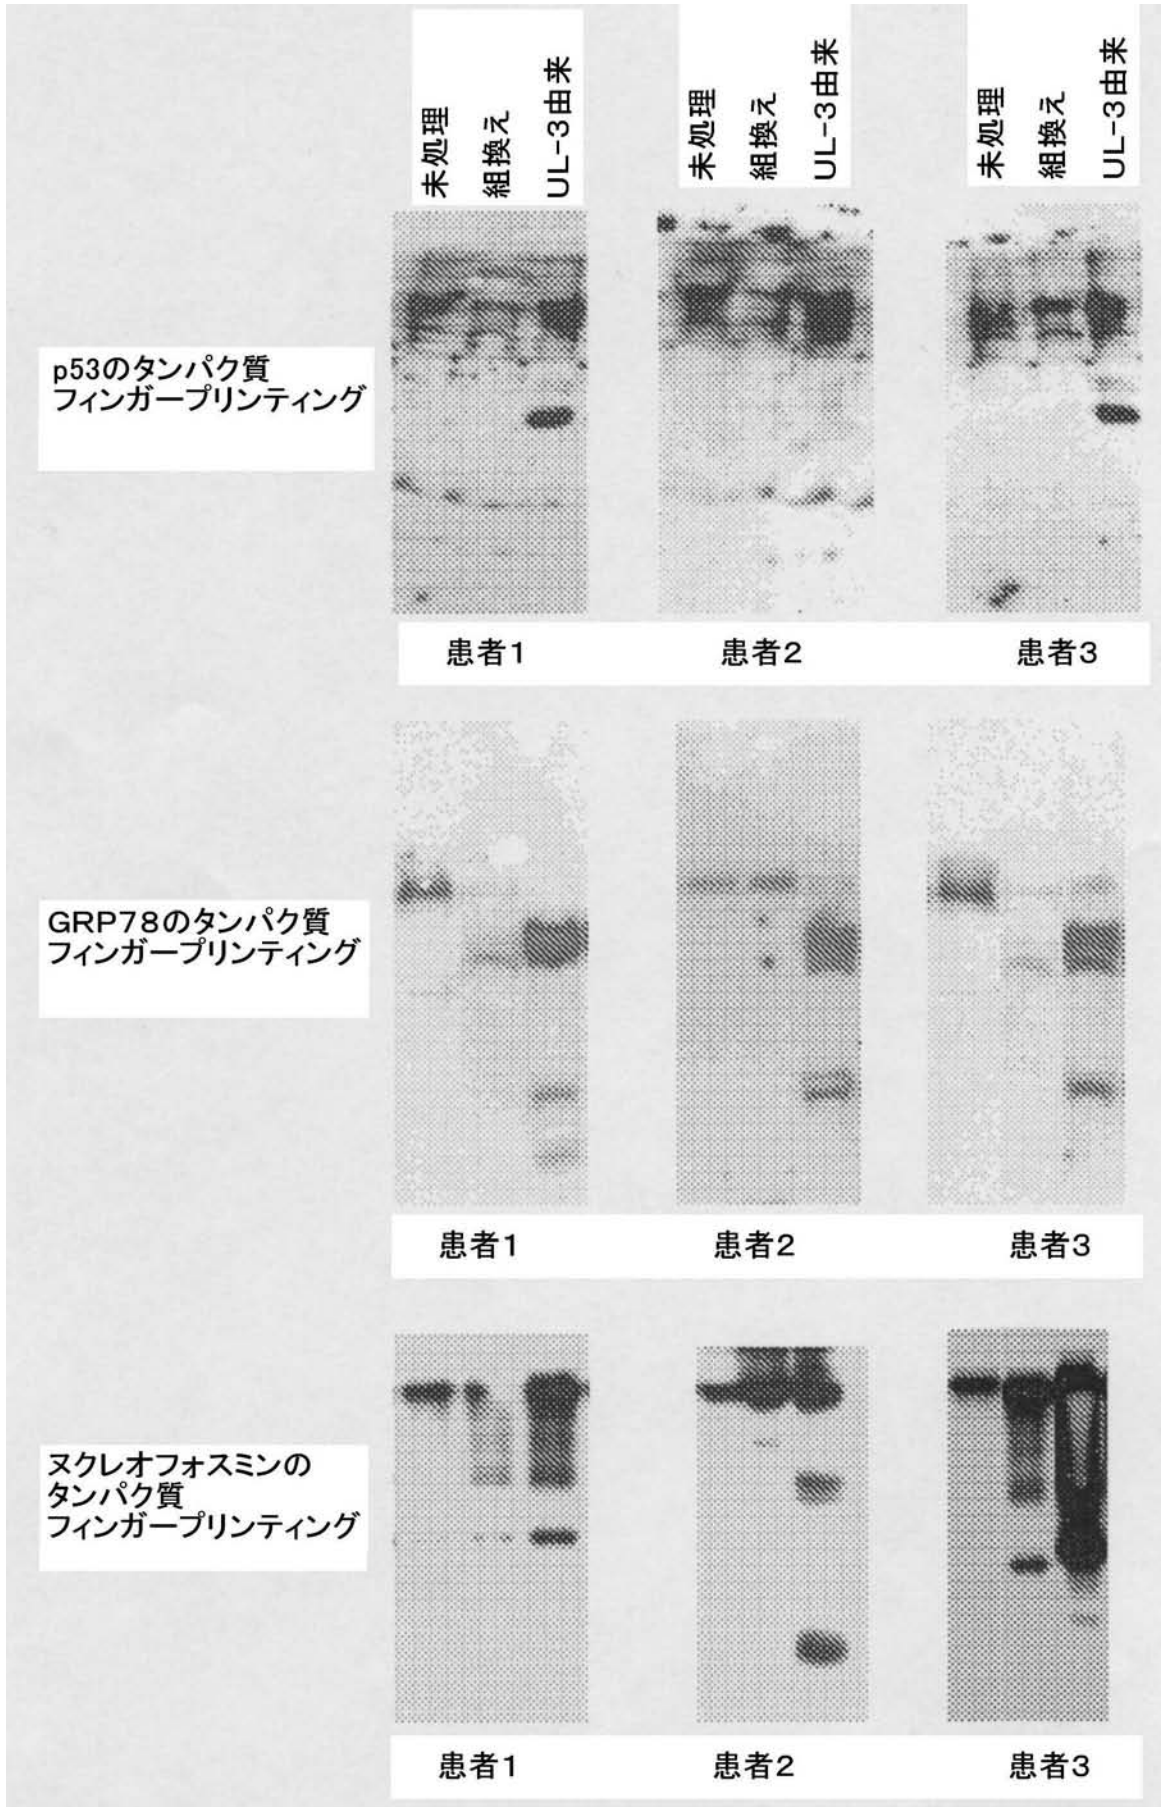 未処理
組換え
UL-3由来
未処理
組換え
UL-3由来
未処理
組換え
UL-3由来
p53のタンパク質
フィンガープリンティング
患者1
患者2
患者3
GRP78のタンパク質
フィンガープリンティング
患者1
患者2
患者3
ヌクレオフォスミンの
タンパク質
フィンガープリンティング
患者1
患者2
患者3